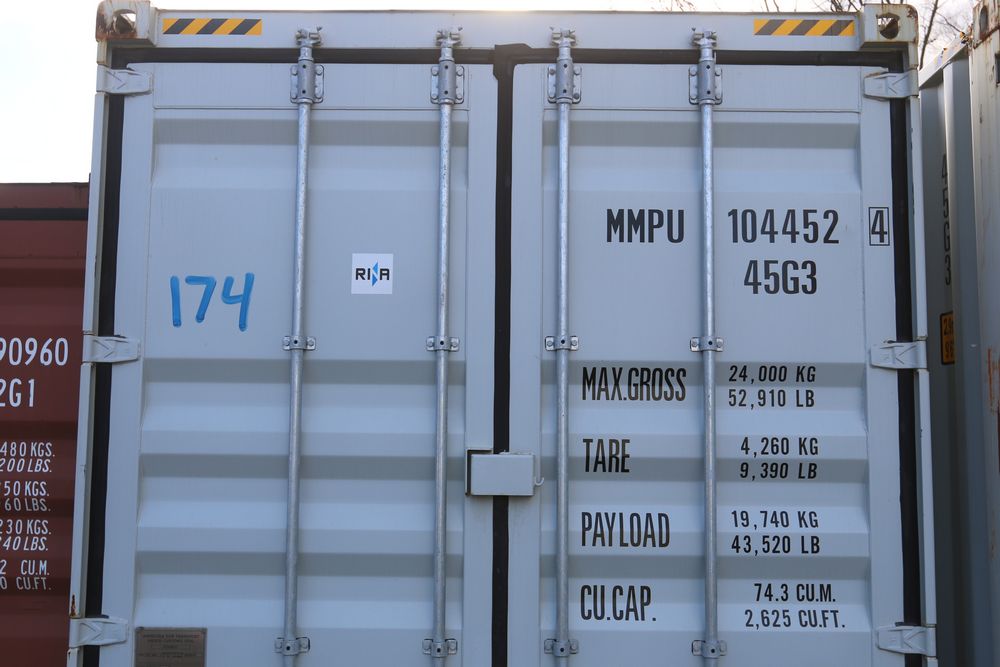 MMPU 104452 4
45G3
174
RINA
MAX.GROSS 24,000 KG
52,910 LB
TARE 4,260 KG
9,390 LB
PAYLOAD 19,740 KG
43,520 LB
CU.CAP. 74.3 CU.M.
2,625 CU.FT.
90960
2G1
480 KGS.
200 LBS.
50 KGS.
60 LBS.
230 KGS.
40 LBS.
2 CU.M.
0 CU.FT.